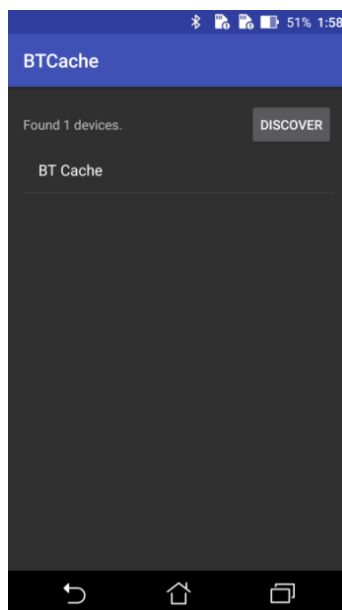 51% 1:58
BTCache
Found 1 devices.
DISCOVER
BT Cache